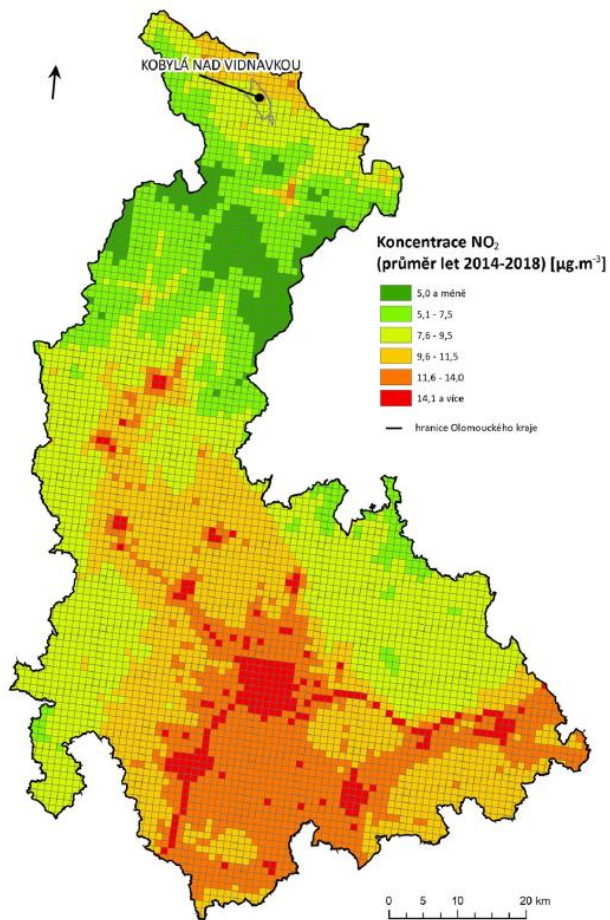 KOBYLÁ NAD VIDNAVKOU
Koncentrace NO₂
(průměr let 2014-2018) [µg.m⁻³]
5,0 a méně
5,1 - 7,5
7,6 - 9,5
9,6 - 11,5
11,6 - 14,0
14,1 a více
hranice Olomouckého kraje
0 5 10 20 km